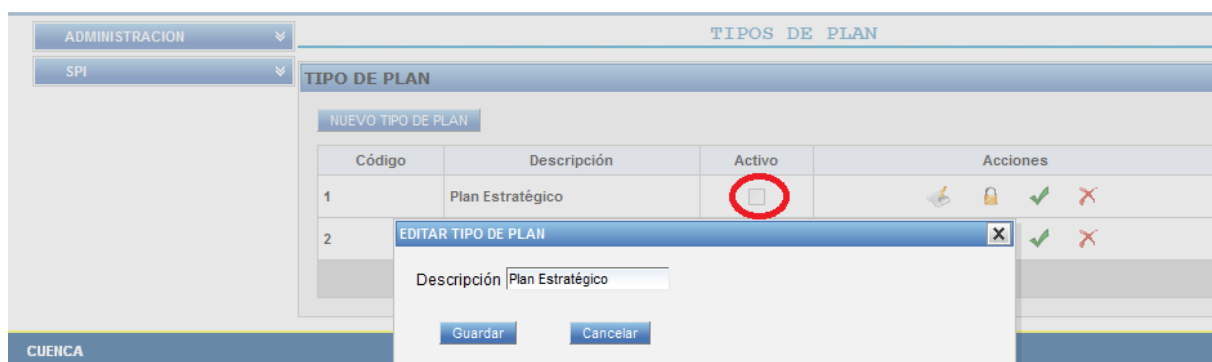 ADMINISTRACION
TIPOS DE PLAN
SPI
TIPO DE PLAN
NUEVO TIPO DE PLAN
Código Descripción Activo Acciones
1 Plan Estratégico
2
EDITAR TIPO DE PLAN
Descripción Plan Estratégico
Guardar Cancelar
CUENCA